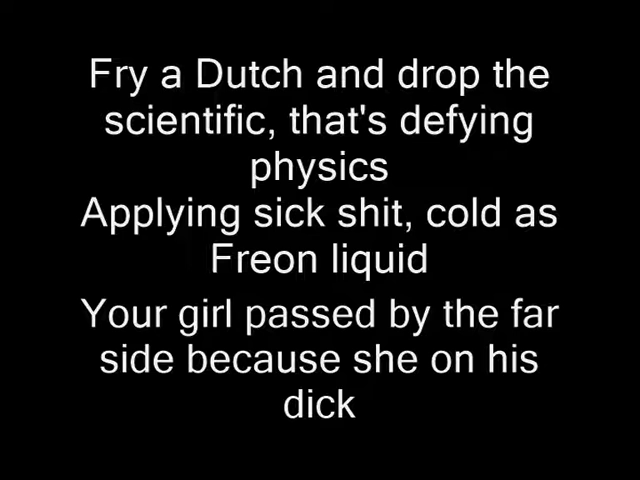 Fry a Dutch and drop the
scientific, that's defying
physics
Applying sick shit, cold as
Freon liquid
Your girl passed by the far
side because she on his
dick